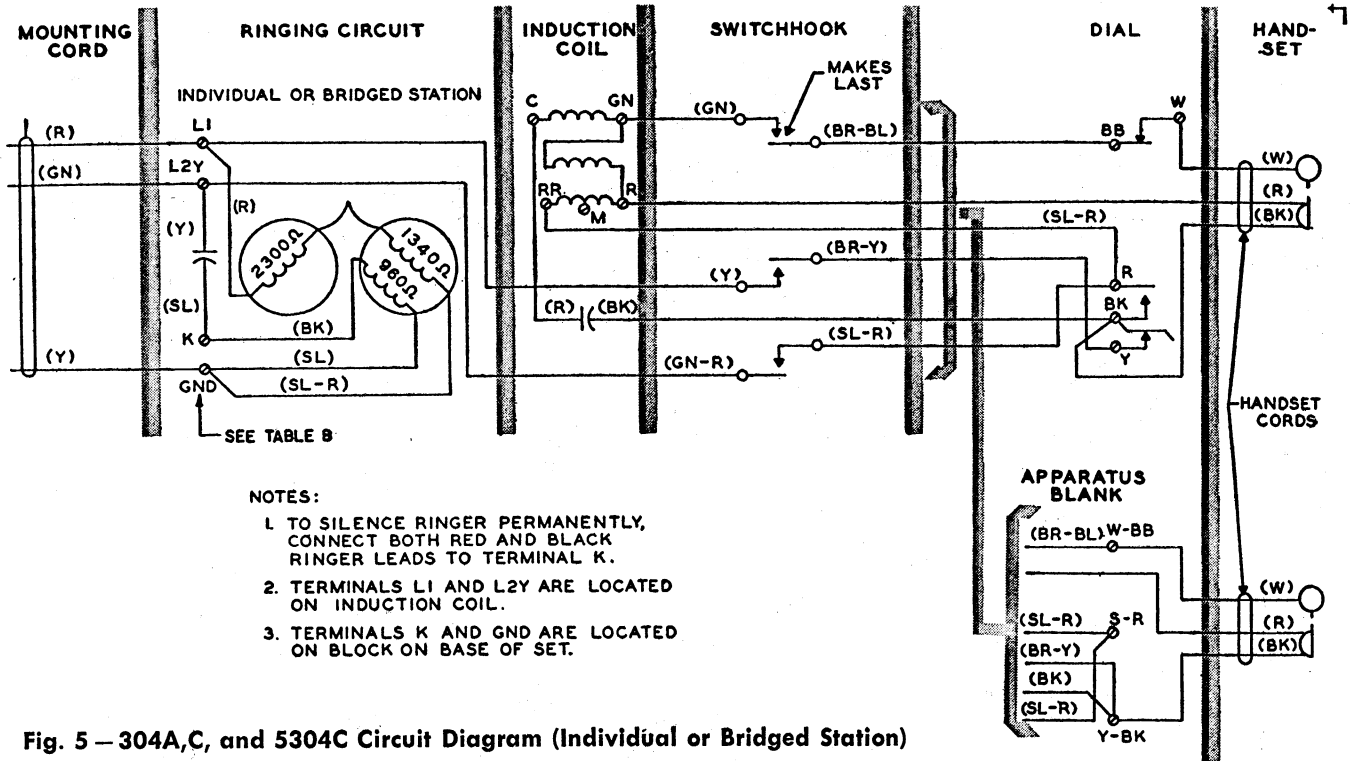 MOUNTING
CORD
RINGING CIRCUIT
INDUCTION
COIL
SWITCHHOOK
DIAL
HAND-
-SET
INDIVIDUAL OR BRIDGED STATION
MAKES
LAST
C
GN
(GN)
W
(R)
L1
(BR-BL)
BB
(W)
(GN)
L2Y
(R)
RR
R
M
(R)
(SL-R)
(BK)
(Y)
2300Ω
1340Ω
960Ω
(BR-Y)
(Y)
R
(SL)
(R)
(BK)
BK
K
(BK)
(SL-R)
Y
(Y)
(SL)
(GN-R)
GND
(SL-R)
HANDSET
CORDS
SEE TABLE B
APPARATUS
BLANK
NOTES:
1. TO SILENCE RINGER PERMANENTLY,
CONNECT BOTH RED AND BLACK
RINGER LEADS TO TERMINAL K.
2. TERMINALS L1 AND L2Y ARE LOCATED
ON INDUCTION COIL.
3. TERMINALS K AND GND ARE LOCATED
ON BLOCK ON BASE OF SET.
(BR-BL)
W-BB
(W)
(SL-R)
S-R
(R)
(BR-Y)
(BK)
(BK)
(SL-R)
Y-BK
Fig. 5 — 304A,C, and 5304C Circuit Diagram (Individual or Bridged Station)